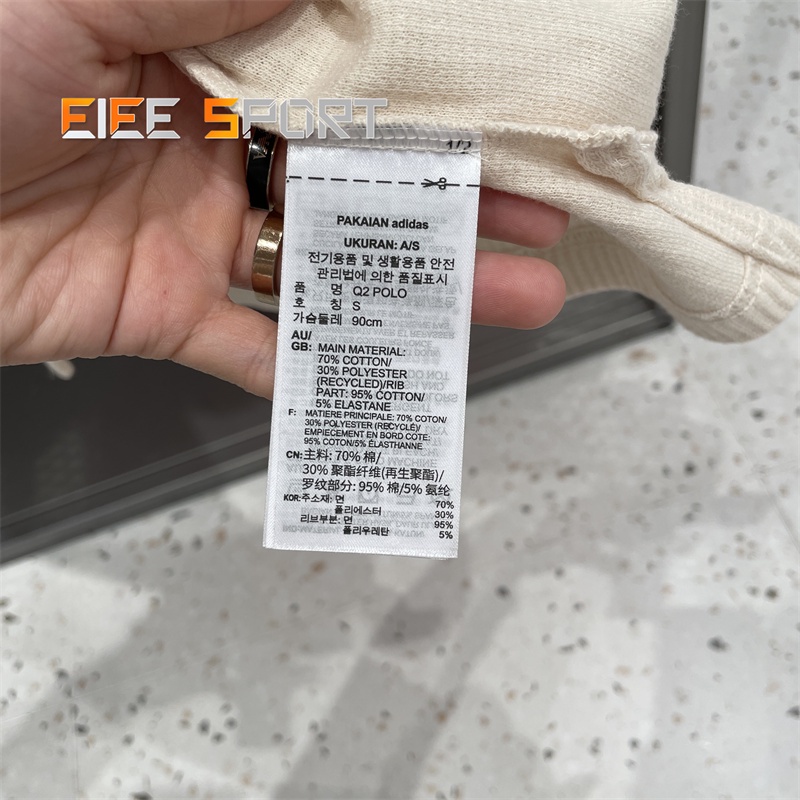 EIEE SPORT
1/2
PAKAIAN adidas
UKURAN: A/S
전기용품 및 생활용품 안전
관리법에 의한 품질표시
품 명 Q2 POLO
호 칭 S
가슴둘레 90cm
AU/
GB: MAIN MATERIAL:
70% COTTON/
30% POLYESTER
(RECYCLED)/RIB
PART: 95% COTTON/
5% ELASTANE
F: MATIERE PRINCIPALE: 70% COTON/
30% POLYESTER (RECYCLÉ)/
EMPIECEMENT EN BORD COTE:
95% COTON/5% ÉLASTHANNE
CN: 主料: 70% 棉/
30% 聚酯纤维(再生聚酯)/
罗纹部分: 95% 棉/5% 氨纶
KOR: 주소재: 면 70%
폴리에스터 30%
리브부분: 면 95%
폴리우레탄 5%